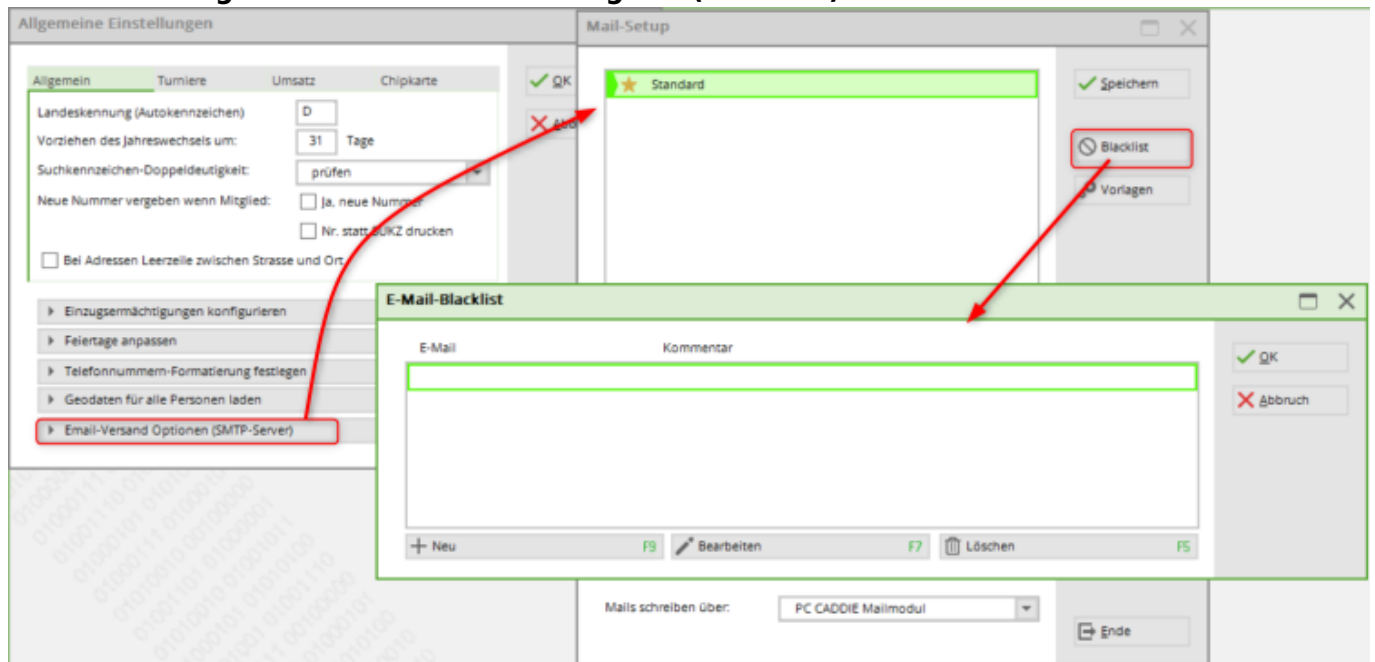 Allgemeine Einstellungen
Allgemein Turniere Umsatz Chipkarte
Landeskennung (Autokennzeichen) D
Vorziehen des Jahreswechsels um: 31 Tage
Suchkennzeichen-Doppeldeutigkeit: prüfen
Neue Nummer vergeben wenn Mitglied: Ja, neue Nummer
Nr. statt SUKZ drucken
Bei Adressen Leerzeile zwischen Strasse und Ort
Einzugsermächtigungen konfigurieren
Feiertage anpassen
Telefonnummern-Formatierung festlegen
Geodaten für alle Personen laden
Email-Versand Optionen (SMTP-Server)
OK
Mail-Setup
Standard
Speichern
Blacklist
Vorlagen
E-Mail-Blacklist
E-Mail Kommentar
OK
Abbruch
Neu F9 Bearbeiten F7 Löschen F5
Mails schreiben über: PC CADDIE Mailmodul
Ende